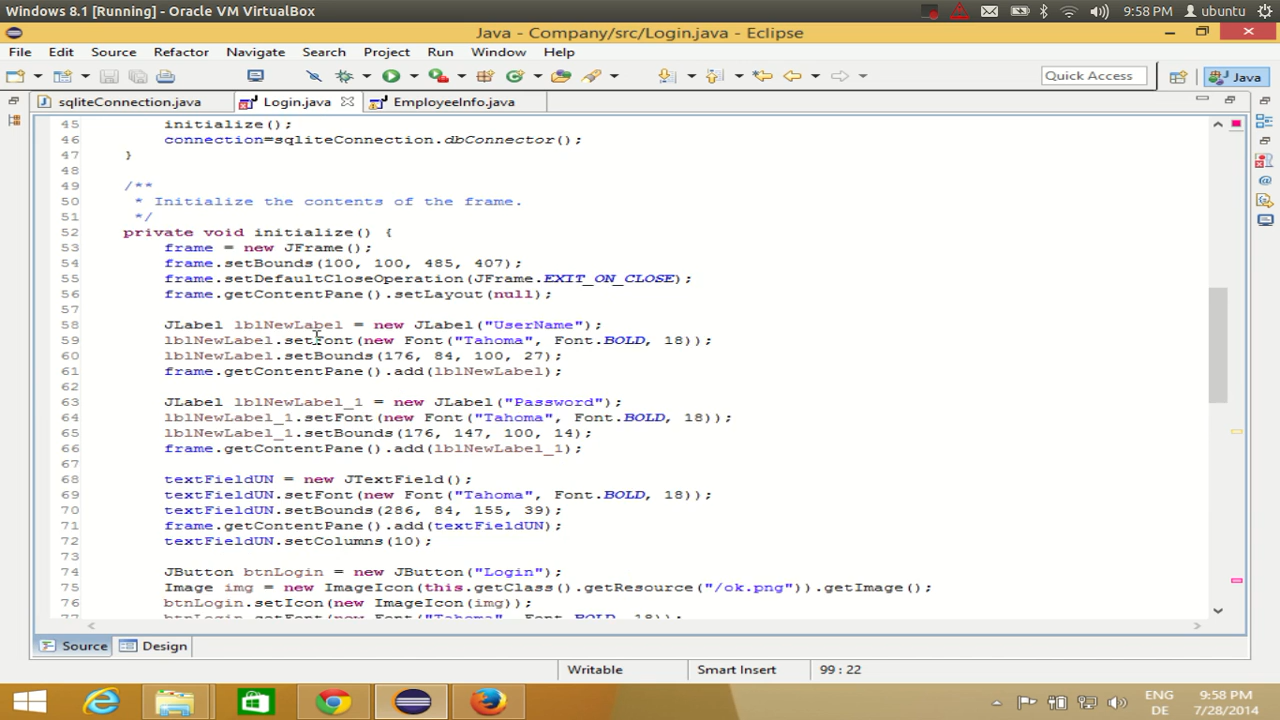 Windows 8.1 [Running] - Oracle VM VirtualBox
9:58 PM
ubuntu
Java - Company/src/Login.java - Eclipse
File Edit Source Refactor Navigate Search Project Run Window Help
Quick Access
Java
sqliteConnection.java
Login.java
EmployeeInfo.java
45 initialize();
46 connection=sqliteConnection.dbConnector();
47 }
48
49 /**
50 * Initialize the contents of the frame.
51 */
52 private void initialize() {
53 frame = new JFrame();
54 frame.setBounds(100, 100, 485, 407);
55 frame.setDefaultCloseOperation(JFrame.EXIT_ON_CLOSE);
56 frame.getContentPane().setLayout(null);
57
58 JLabel lblNewLabel = new JLabel("UserName");
59 lblNewLabel.setFont(new Font("Tahoma", Font.BOLD, 18));
60 lblNewLabel.setBounds(176, 84, 100, 27);
61 frame.getContentPane().add(lblNewLabel);
62
63 JLabel lblNewLabel_1 = new JLabel("Password");
64 lblNewLabel_1.setFont(new Font("Tahoma", Font.BOLD, 18));
65 lblNewLabel_1.setBounds(176, 147, 100, 14);
66 frame.getContentPane().add(lblNewLabel_1);
67
68 textFieldUN = new JTextField();
69 textFieldUN.setFont(new Font("Tahoma", Font.BOLD, 18));
70 textFieldUN.setBounds(286, 84, 155, 39);
71 frame.getContentPane().add(textFieldUN);
72 textFieldUN.setColumns(10);
73
74 JButton btnLogin = new JButton("Login");
75 Image img = new ImageIcon(this.getClass().getResource("/ok.png")).getImage();
76 btnLogin.setIcon(new ImageIcon(img));
77 btnLogin.setFont(new Font("Tahoma", Font.BOLD, 18));
Source
Design
Writable
Smart Insert
99 : 22
ENG
DE
9:58 PM
7/28/2014